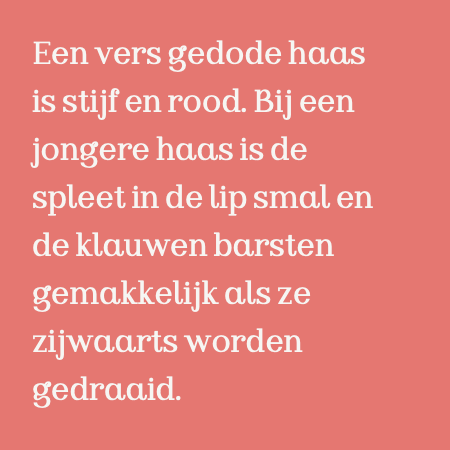 Een vers gedode haas
is stijf en rood. Bij een
jongere haas is de
spleet in de lip smal en
de klauwen barsten
gemakkelijk als ze
zijwaarts worden
gedraaid.